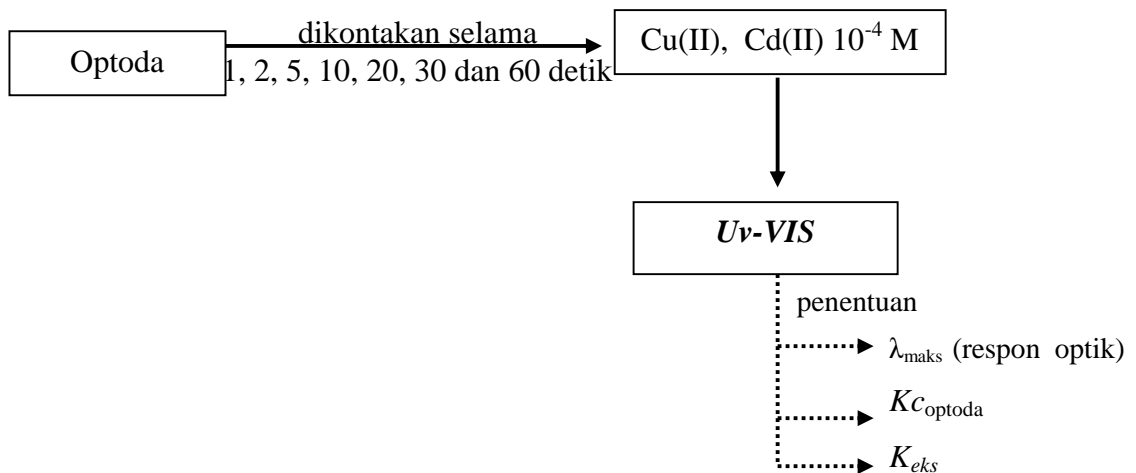 Optoda
dikontakan selama
1, 2, 5, 10, 20, 30 dan 60 detik
Cu(II), Cd(II) 10⁻⁴ M
Uv-VIS
penentuan
λmaks (respon optik)
Kcoptoda
Keks